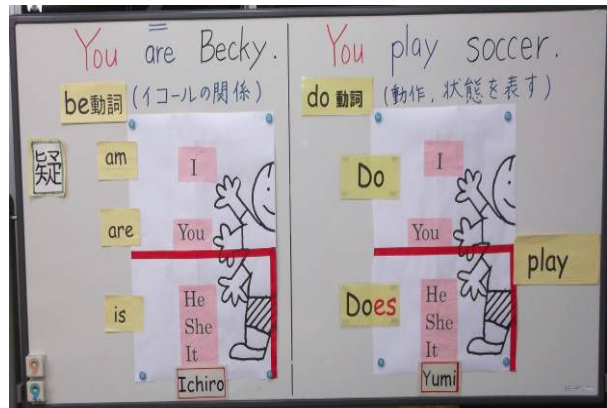 You are Becky.
be動詞 (イコールの関係)
疑
am
I
are
You
is
He
She
It
Ichiro
You play soccer.
do 動詞 (動作,状態を表す)
Do
I
You
play
Does
He
She
It
Yumi